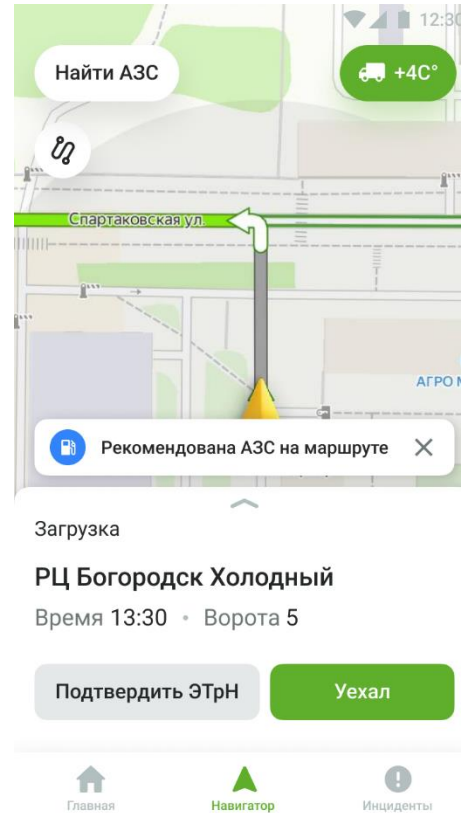 12:30
Найти АЗС
+4C°
Спартаковская ул.
АГРО
Рекомендована АЗС на маршруте
Загрузка
РЦ Богородск Холодный
Время 13:30 • Ворота 5
Подтвердить ЭТрН
Уехал
Главная
Навигатор
Инциденты